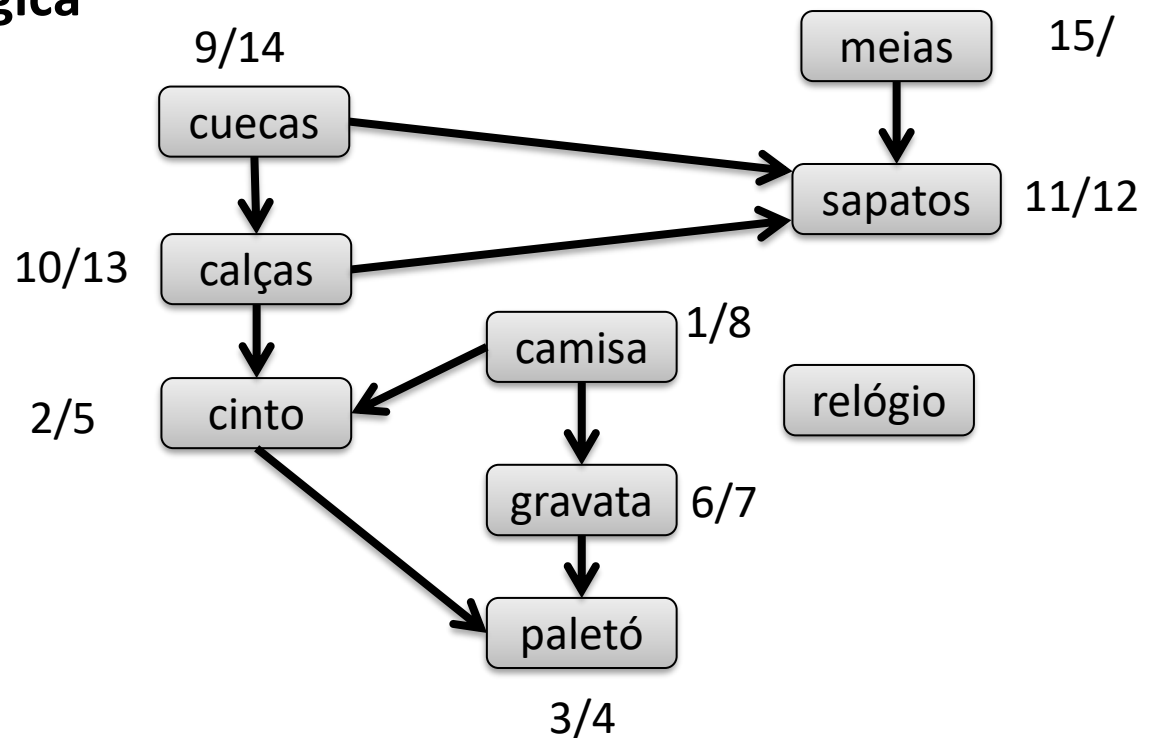 gica
9/14
meias
15/
cuecas
sapatos
11/12
10/13
calças
camisa
1/8
relógio
2/5
cinto
gravata
6/7
paletó
3/4